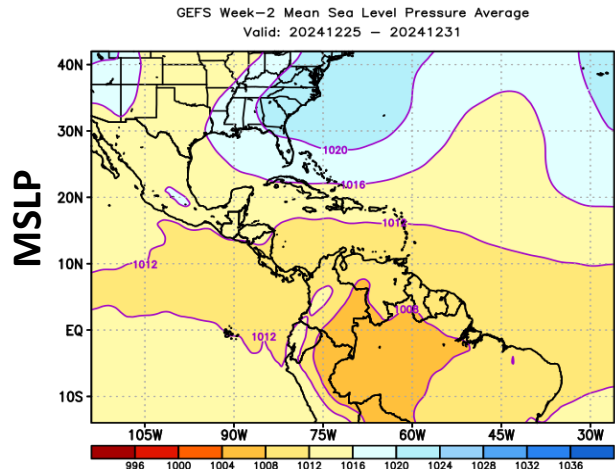 GEFS Week-2 Mean Sea Level Pressure Average
Valid: 20241225 - 20241231
MSLP
40N
30N
20N
10N
EQ
10S
1020
1016
1012
1012
1008
1012
105W 90W 75W 60W 45W 30W
996 1000 1004 1008 1012 1016 1020 1024 1028 1032 1036